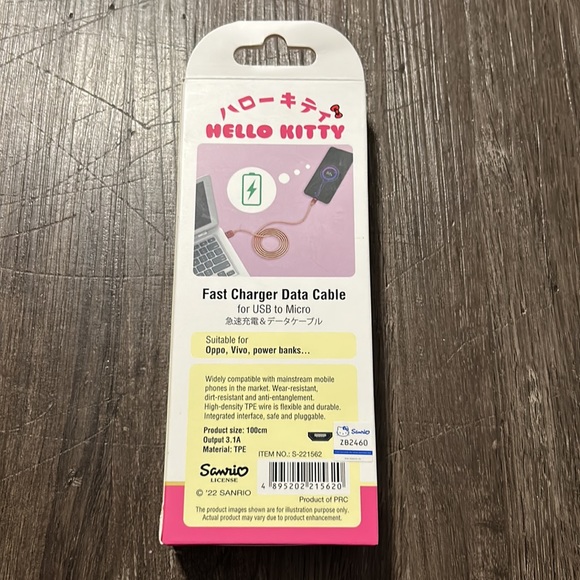 ハローキティ
HELLO KITTY
Fast Charger Data Cable
for USB to Micro
急速充電＆データケーブル
Suitable for
Oppo, Vivo, power banks...
Widely compatible with mainstream mobile
phones in the market. Wear-resistant,
dirt-resistant and anti-entanglement.
High-density TPE wire is flexible and durable.
Integrated interface, safe and pluggable.
Product size: 100cm
Output 3.1A
Material: TPE
Sanrio
ZB2460
ITEM NO.: S-221562
Sanrio
LICENSE
4 895202 215620
© '22 SANRIO
Product of PRC
The product images shown are for illustration purpose only.
Actual product may vary due to product enhancement.